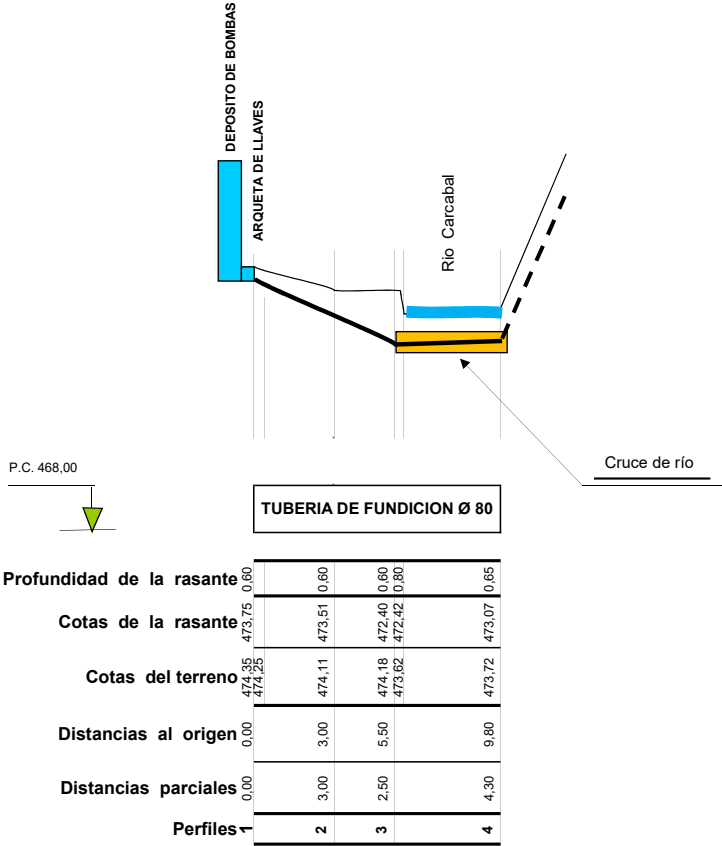 DEPOSITO DE BOMBAS
ARQUETA DE LLAVES
Rio Carcabal
P.C. 468,00
Cruce de río
TUBERIA DE FUNDICION Ø 80
Profundidad de la rasante 0,60 0,60 0,60 0,80 0,65
Cotas de la rasante 473,75 473,51 472,40 472,42 473,07
Cotas del terreno 474,35 474,25 474,11 474,18 473,62 473,72
Distancias al origen 0,00 3,00 5,50 9,80
Distancias parciales 0,00 3,00 2,50 4,30
Perfiles 1 2 3 4